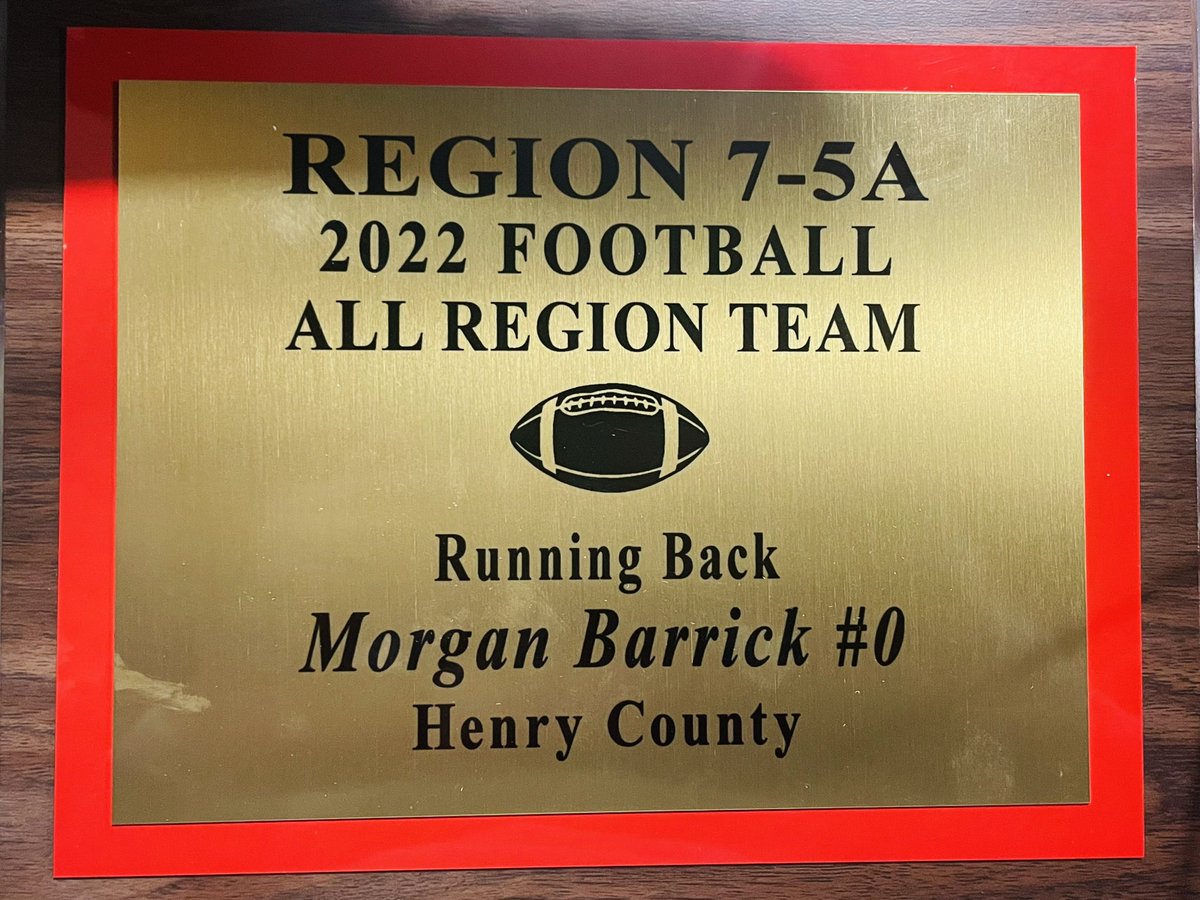 REGION 7-5A
2022 FOOTBALL
ALL REGION TEAM
Running Back
Morgan Barrick #0
Henry County